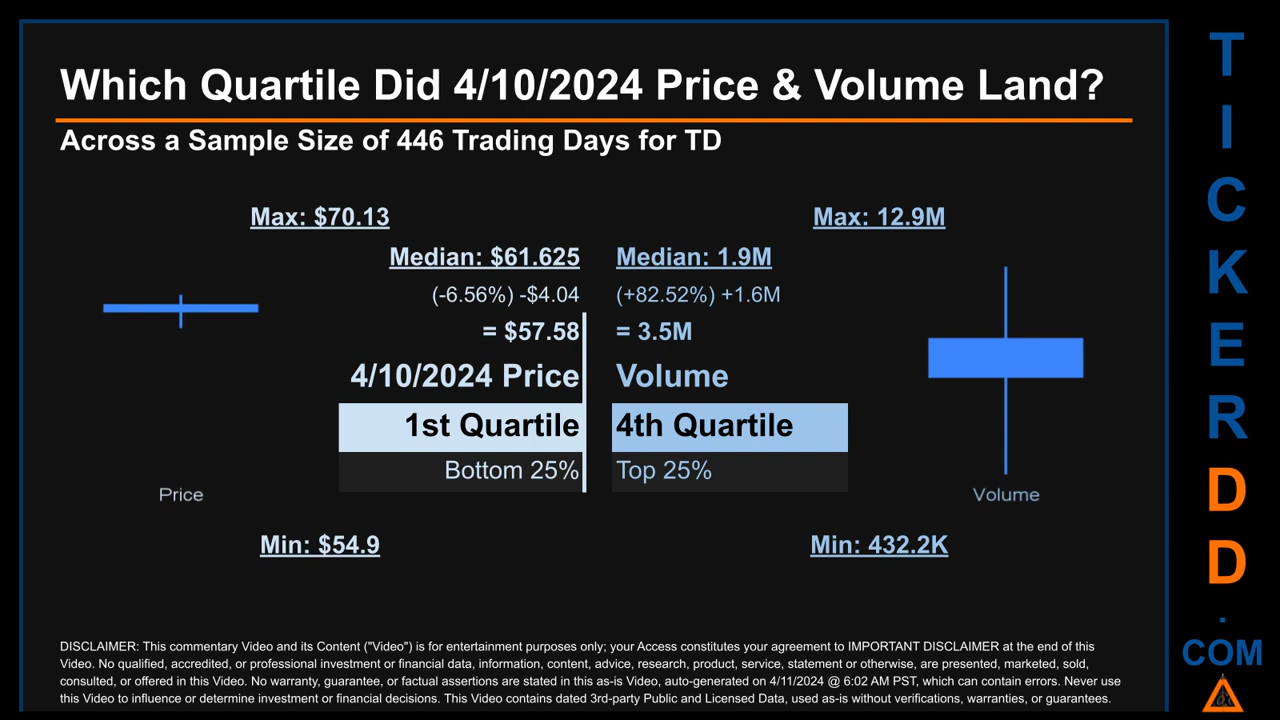 Which Quartile Did 4/10/2024 Price & Volume Land?
Across a Sample Size of 446 Trading Days for TD
Max: $70.13
Max: 12.9M
Median: $61.625
Median: 1.9M
(-6.56%) -$4.04
(+82.52%) +1.6M
= $57.58
= 3.5M
4/10/2024 Price
Volume
1st Quartile
4th Quartile
Bottom 25%
Top 25%
Price
Volume
Min: $54.9
Min: 432.2K
DISCLAIMER: This commentary Video and its Content ("Video") is for entertainment purposes only; your Access constitutes your agreement to IMPORTANT DISCLAIMER at the end of this
Video. No qualified, accredited, or professional investment or financial data, information, content, advice, research, product, service, statement or otherwise, are presented, marketed, sold,
consulted, or offered in this Video. No warranty, guarantee, or factual assertions are stated in this as-is Video, auto-generated on 4/11/2024 @ 6:02 AM PST, which can contain errors. Never use
this Video to influence or determine investment or financial decisions. This Video contains dated 3rd-party Public and Licensed Data, used as-is without verifications, warranties, or guarantees.
T
I
C
K
E
R
D
D
.
COM